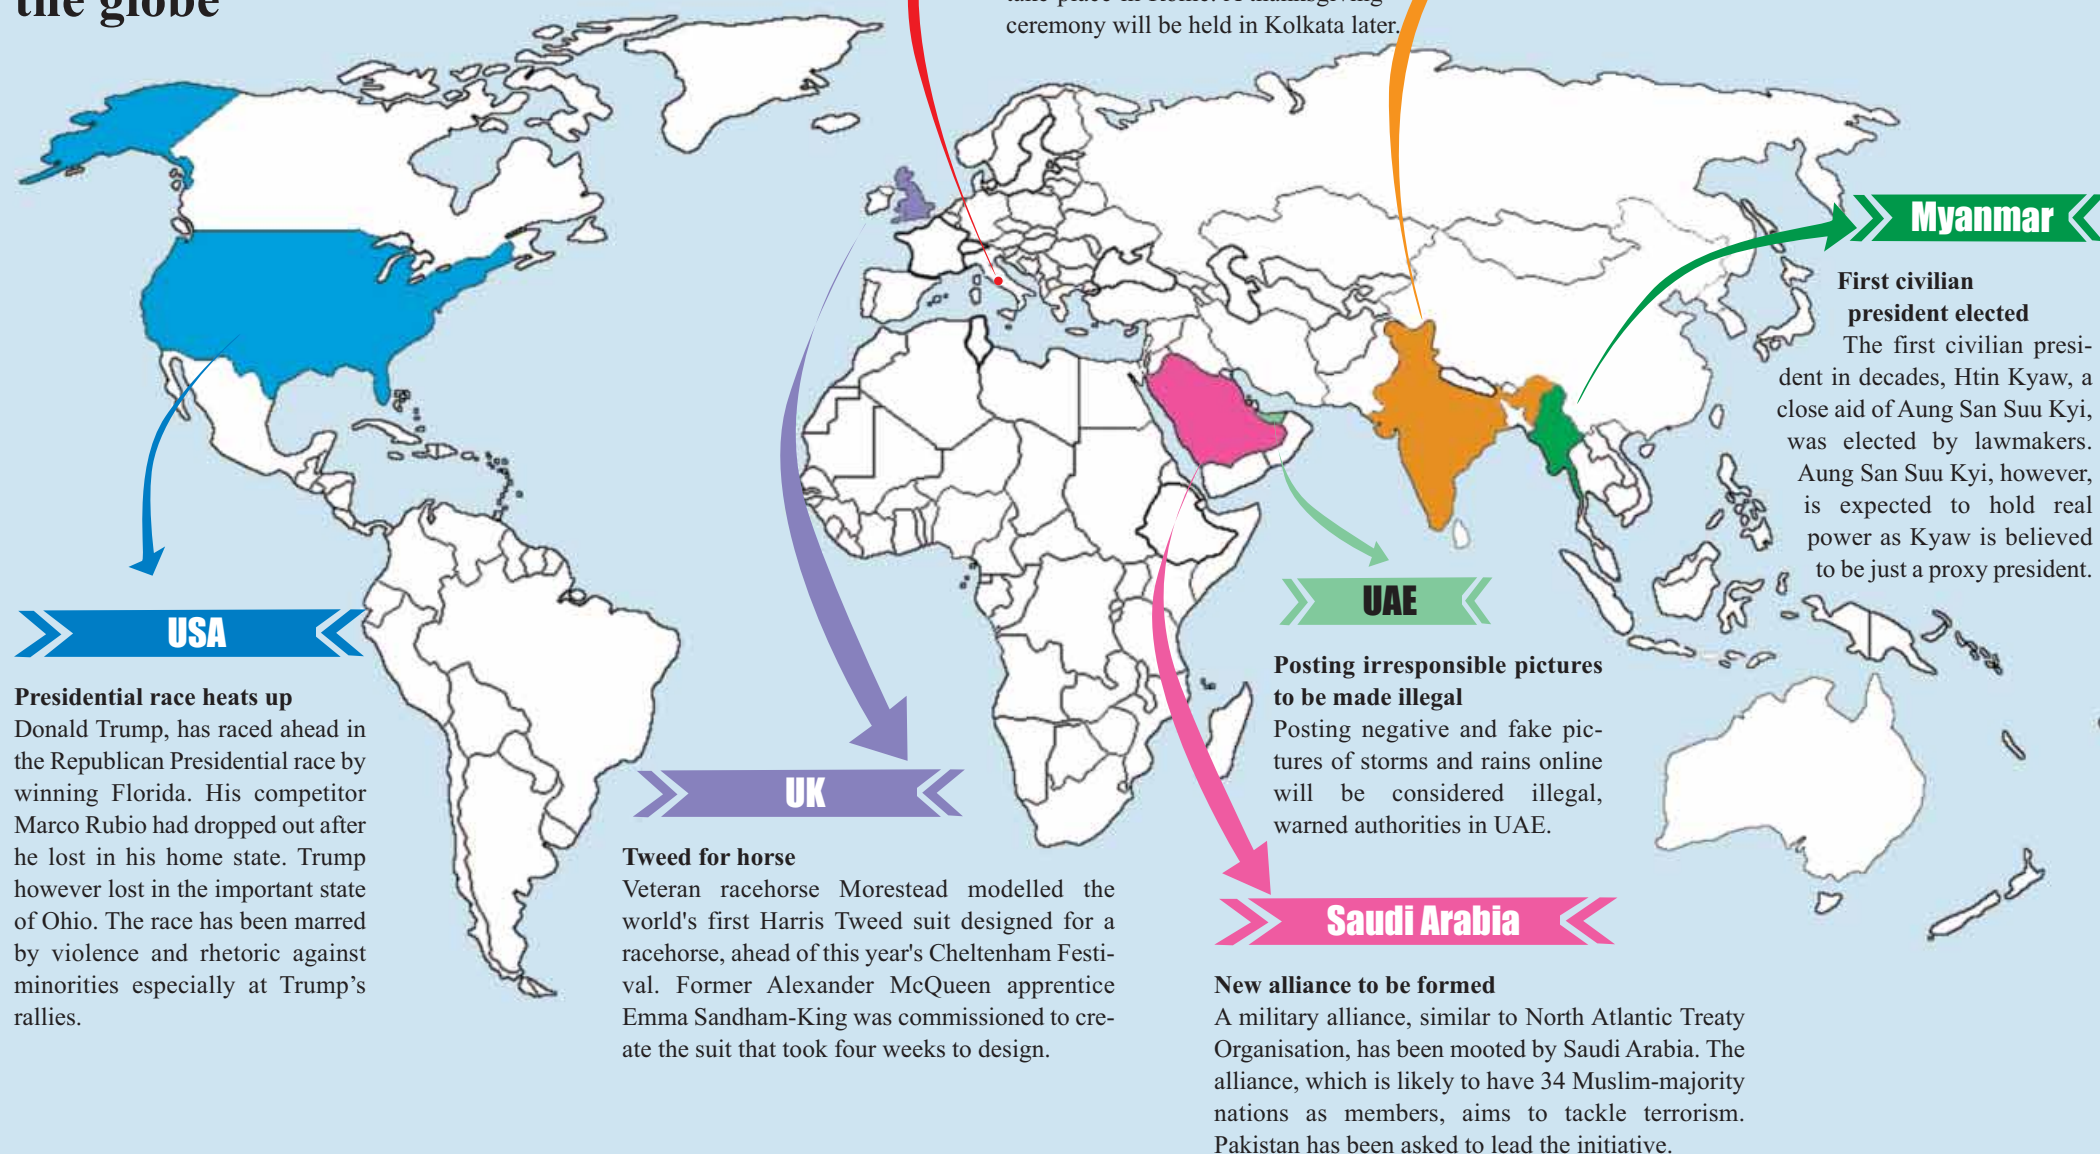 the globe
take place in Rome. A thanksgiving
ceremony will be held in Kolkata later.
Myanmar
First civilian
president elected
The first civilian presi-
dent in decades, Htin Kyaw, a
close aid of Aung San Suu Kyi,
was elected by lawmakers.
Aung San Suu Kyi, however,
is expected to hold real
power as Kyaw is believed
to be just a proxy president.
USA
Presidential race heats up
Donald Trump, has raced ahead in
the Republican Presidential race by
winning Florida. His competitor
Marco Rubio had dropped out after
he lost in his home state. Trump
however lost in the important state
of Ohio. The race has been marred
by violence and rhetoric against
minorities especially at Trump’s
rallies.
UK
Tweed for horse
Veteran racehorse Morestead modelled the
world's first Harris Tweed suit designed for a
racehorse, ahead of this year's Cheltenham Festi-
val. Former Alexander McQueen apprentice
Emma Sandham-King was commissioned to cre-
ate the suit that took four weeks to design.
UAE
Posting irresponsible pictures
to be made illegal
Posting negative and fake pic-
tures of storms and rains online
will be considered illegal,
warned authorities in UAE.
Saudi Arabia
New alliance to be formed
A military alliance, similar to North Atlantic Treaty
Organisation, has been mooted by Saudi Arabia. The
alliance, which is likely to have 34 Muslim-majority
nations as members, aims to tackle terrorism.
Pakistan has been asked to lead the initiative.